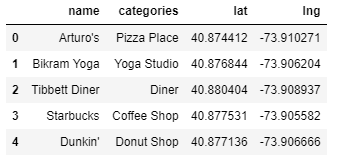 name categories lat lng
0 Arturo's Pizza Place 40.874412 -73.910271
1 Bikram Yoga Yoga Studio 40.876844 -73.906204
2 Tibbett Diner Diner 40.880404 -73.908937
3 Starbucks Coffee Shop 40.877531 -73.905582
4 Dunkin' Donut Shop 40.877136 -73.906666